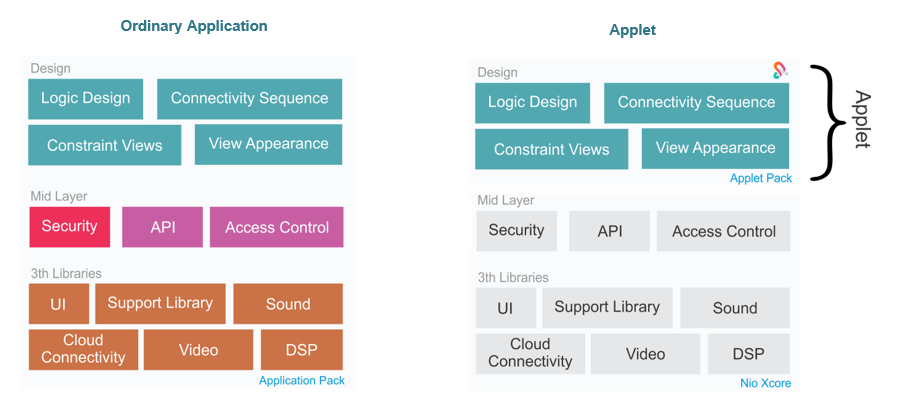 Ordinary Application
Design
Logic Design
Connectivity Sequence
Constraint Views
View Appearance
Mid Layer
Security
API
Access Control
3th Libraries
UI
Support Library
Sound
Cloud
Connectivity
Video
DSP
Application Pack
Applet
Design
Logic Design
Connectivity Sequence
Constraint Views
View Appearance
Applet Pack
Applet
Mid Layer
Security
API
Access Control
3th Libraries
UI
Support Library
Sound
Cloud
Connectivity
Video
DSP
Nio Xcore